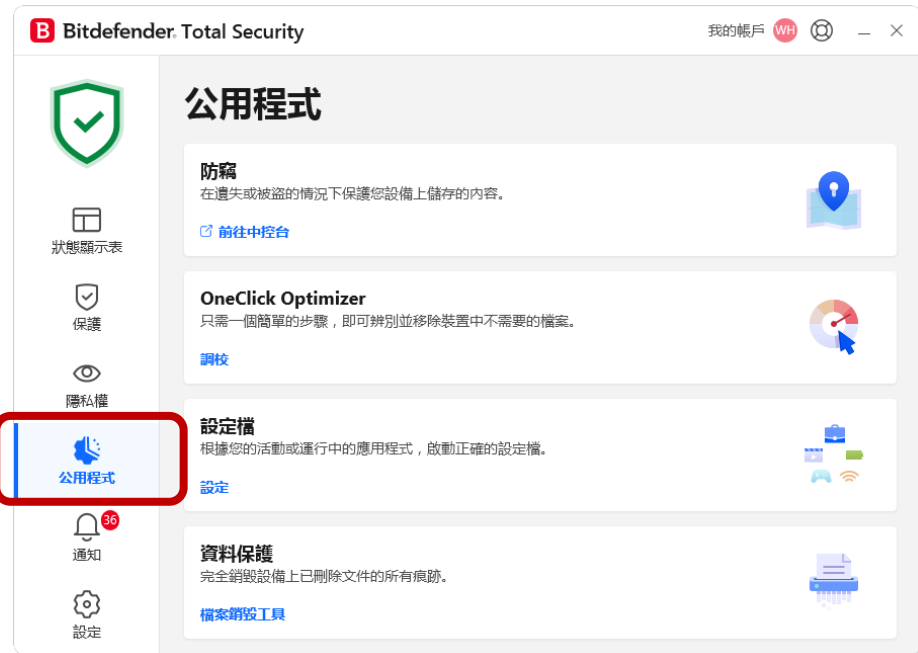 B Bitdefender. Total Security
我的帳戶 WH
公用程式
防竊
在遺失或被盜的情況下保護您設備上儲存的內容。
前往中控台
狀態顯示表
OneClick Optimizer
只需一個簡單的步驟，即可辨別並移除裝置中不需要的檔案。
調校
保護
隱私權
設定檔
根據您的活動或運行中的應用程式，啟動正確的設定檔。
設定
公用程式
36
通知
資料保護
完全銷毀設備上已刪除文件的所有痕跡。
檔案銷毀工具
設定